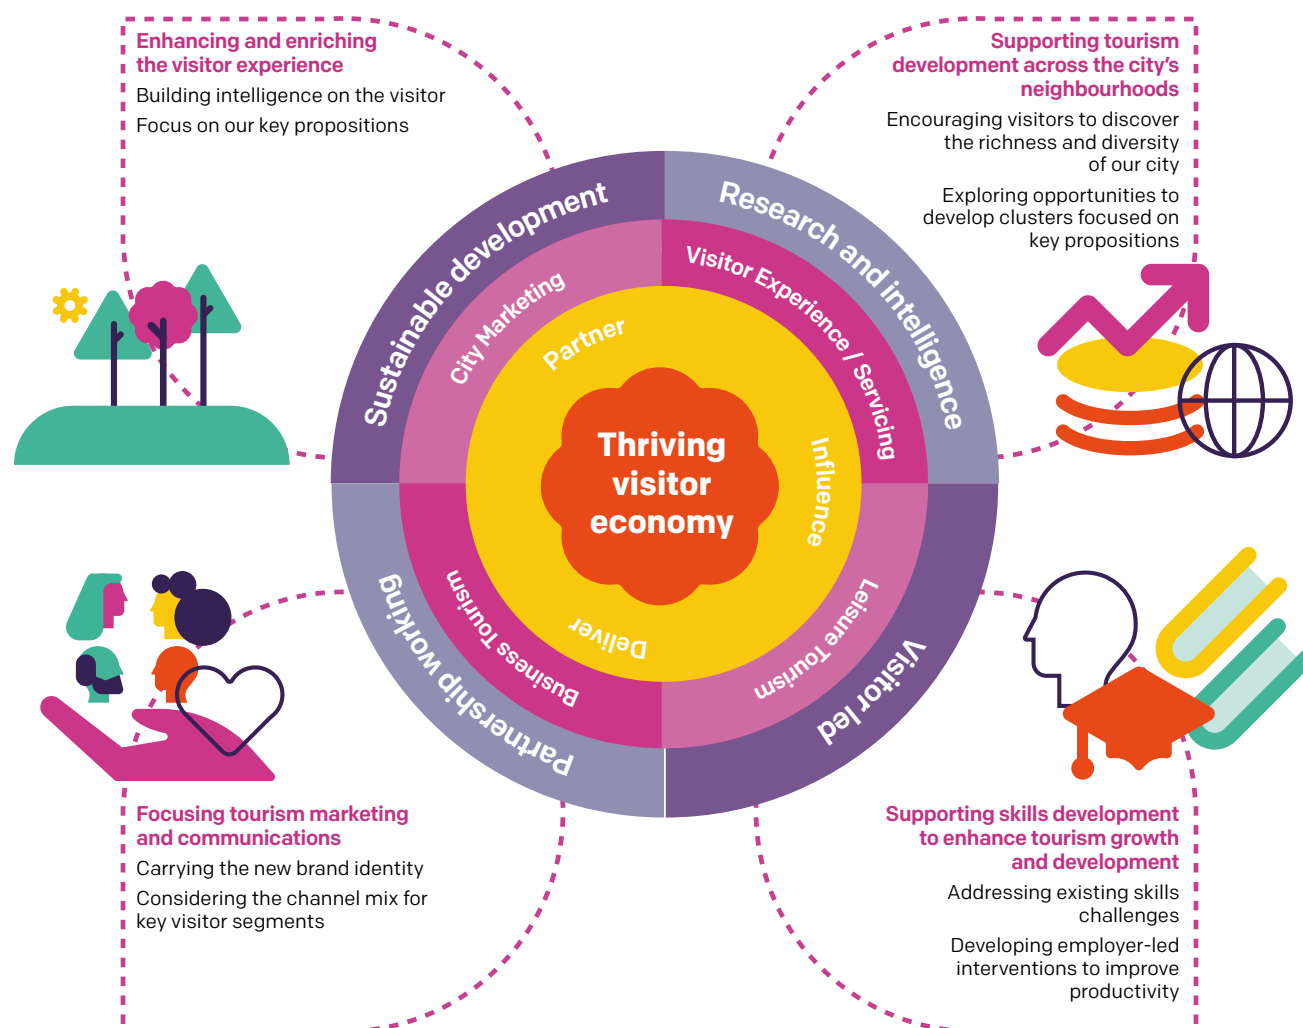 Enhancing and enriching
the visitor experience
Building intelligence on the visitor
Focus on our key propositions
Supporting tourism
development across the city’s
neighbourhoods
Encouraging visitors to discover
the richness and diversity
of our city
Exploring opportunities to
develop clusters focused on
key propositions
Sustainable development
Research and intelligence
City Marketing
Visitor Experience / Servicing
Partner
Influence
Thriving
visitor
economy
Deliver
Business Tourism
Leisure Tourism
Partnership working
Visitor led
Focusing tourism marketing
and communications
Carrying the new brand identity
Considering the channel mix for
key visitor segments
Supporting skills development
to enhance tourism growth
and development
Addressing existing skills
challenges
Developing employer-led
interventions to improve
productivity